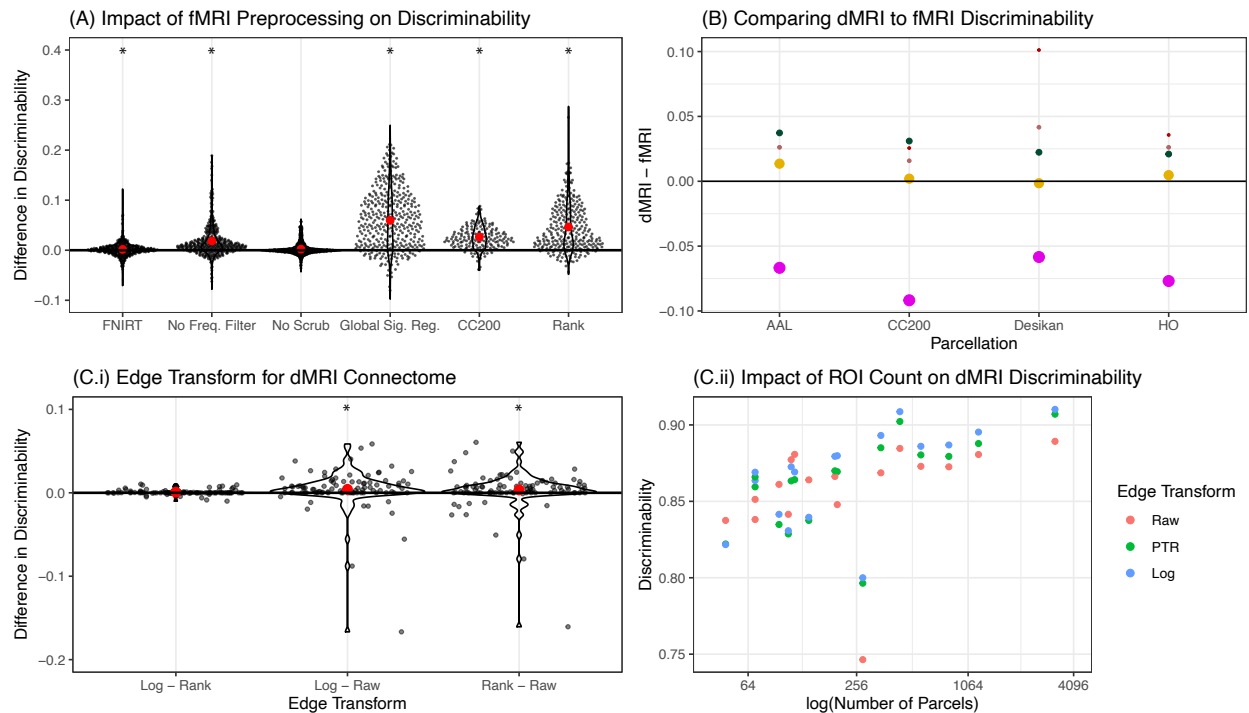 (A) Impact of fMRI Preprocessing on Discriminability
Difference in Discriminability
0.4
0.3
0.2
0.1
0.0
−0.1
* * * * * *
FNIRT No Freq. Filter No Scrub Global Sig. Reg. CC200 Rank
(B) Comparing dMRI to fMRI Discriminability
dMRI − fMRI
0.10
0.05
0.00
−0.05
−0.10
AAL CC200 Desikan HO
Parcellation
(C.i) Edge Transform for dMRI Connectome
Difference in Discriminability
0.1
0.0
−0.1
−0.2
* *
Log − Rank Log − Raw Rank − Raw
Edge Transform
(C.ii) Impact of ROI Count on dMRI Discriminability
Discriminability
0.90
0.85
0.80
0.75
64 256 1064 4096
log(Number of Parcels)
Edge Transform
Raw
PTR
Log